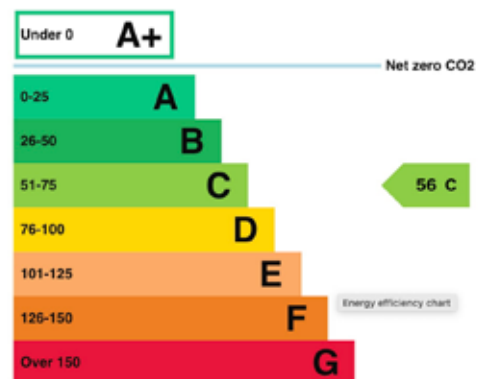 Under 0 A+
Net zero CO2
0-25 A
26-50 B
51-75 C
56 C
76-100 D
101-125 E
Energy efficiency chart
126-150 F
Over 150 G